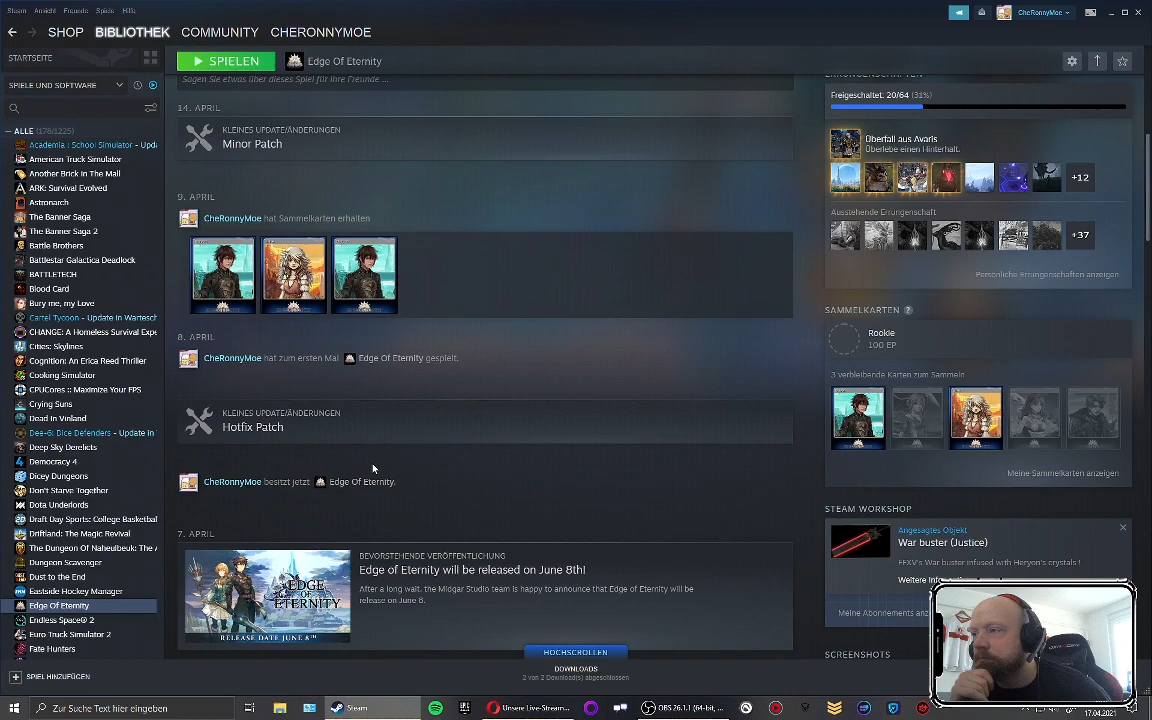 Steam Ansicht Freunde Spiele Hilfe
CHERONNYMOE
SHOP BIBLIOTHEK COMMUNITY CHERONNYMOE
STARTSEITE
SPIELE UND SOFTWARE
ALLE (178/1225)
Academia : School Simulator - Upda
American Truck Simulator
Another Brick In The Mall
ARK: Survival Evolved
Astronarch
The Banner Saga
The Banner Saga 2
Battle Brothers
Battlestar Galactica Deadlock
BATTLETECH
Blood Card
Bury me, my Love
Cartel Tycoon - Update in Wartesch
CHANGE: A Homeless Survival Expe
Cities: Skylines
Cognition: An Erica Reed Thriller
Cooking Simulator
CPUCores :: Maximize Your FPS
Crying Suns
Dead In Vinland
Dee-6: Dice Defenders - Update in
Deep Sky Derelicts
Democracy 4
Dicey Dungeons
Don't Starve Together
Dota Underlords
Draft Day Sports: College Basketbal
Driftland: The Magic Revival
The Dungeon Of Naheulbeuk: The A
Dungeon Scavenger
Dust to the End
Eastside Hockey Manager
Edge Of Eternity
Endless Space® 2
Euro Truck Simulator 2
Fate Hunters
SPIEL HINZUFÜGEN
SPIELEN
Edge Of Eternity
Sagen Sie etwas über dieses Spiel für Ihre Freunde ...
14. APRIL
KLEINES UPDATE/ÄNDERUNGEN
Minor Patch
9. APRIL
CheRonnyMoe hat Sammelkarten erhalten
8. APRIL
CheRonnyMoe hat zum ersten Mal Edge Of Eternity gespielt.
KLEINES UPDATE/ÄNDERUNGEN
Hotfix Patch
CheRonnyMoe besitzt jetzt Edge Of Eternity.
7. APRIL
BEVORSTEHENDE VERÖFFENTLICHUNG
Edge of Eternity will be released on June 8th!
After a long wait, the Midgar Studio team is happy to announce that Edge of Eternity will be
release on June 8.
EDGE OF
ETERNITY
RELEASE DATE JUNE 8TH
HOCHSCROLLEN
DOWNLOADS
2 von 2 Download(s) abgeschlossen
ERRUNGENSCHAFTEN
Freigeschaltet: 20/64 (31%)
Überfall aus Avaris
Überlebe einen Hinterhalt.
+12
Ausstehende Errungenschaft
+37
Persönliche Errungenschaften anzeigen
SAMMELKARTEN ?
Rookie
100 EP
3 verbleibende Karten zum Sammeln
Meine Sammelkarten anzeigen
STEAM WORKSHOP
Angesagtes Objekt
War buster (Justice)
FFXV's War buster infused with Heryon's crystals !
Weitere
Meine Abonnements
SCREENSHOTS
Zur Suche Text hier eingeben
Steam
Unsere Live-Stream...
OBS 26.1.1 (64-bit, ...
17.04.2021